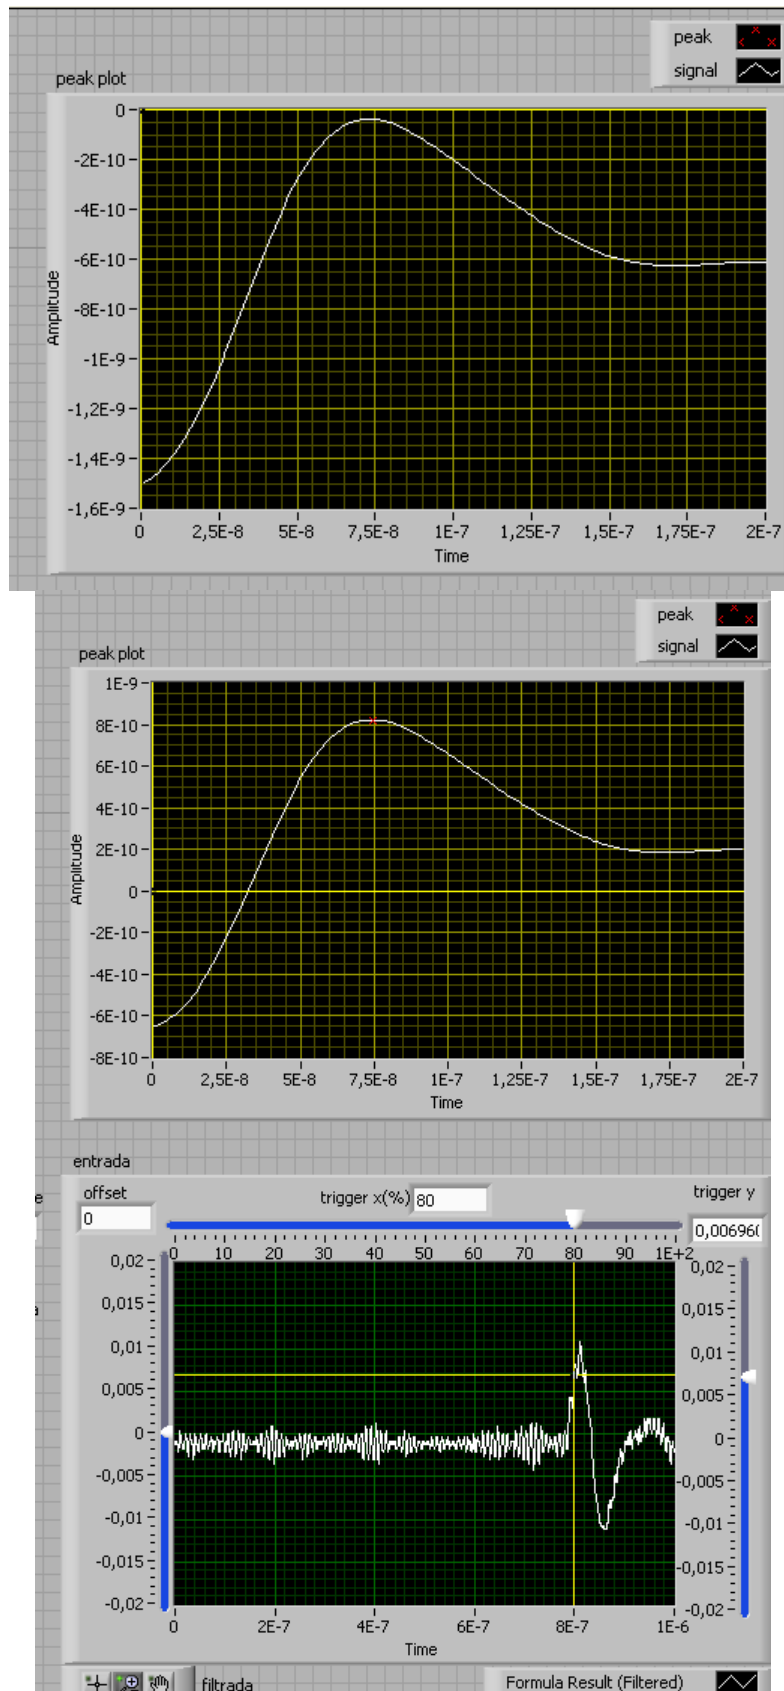 peak
signal
peak plot
0
-2E-10
-4E-10
-6E-10
-8E-10
-1E-9
-1,2E-9
-1,4E-9
-1,6E-9
Amplitude
0 2,5E-8 5E-8 7,5E-8 1E-7 1,25E-7 1,5E-7 1,75E-7 2E-7
Time
peak
signal
peak plot
1E-9
8E-10
6E-10
4E-10
2E-10
0
-2E-10
-4E-10
-6E-10
-8E-10
Amplitude
0 2,5E-8 5E-8 7,5E-8 1E-7 1,25E-7 1,5E-7 1,75E-7 2E-7
Time
entrada
offset
0
trigger x(%) 80
trigger y
0 10 20 30 40 50 60 70 80 90 1E+2
0,02
0,015
0,01
0,005
0
-0,005
-0,01
-0,015
-0,02
0,02
0,015
0,01
0,005
0
-0,005
-0,01
-0,015
-0,02
0 2E-7 4E-7 6E-7 8E-7 1E-6
Time
filtrada
Formula Result (Filtered)